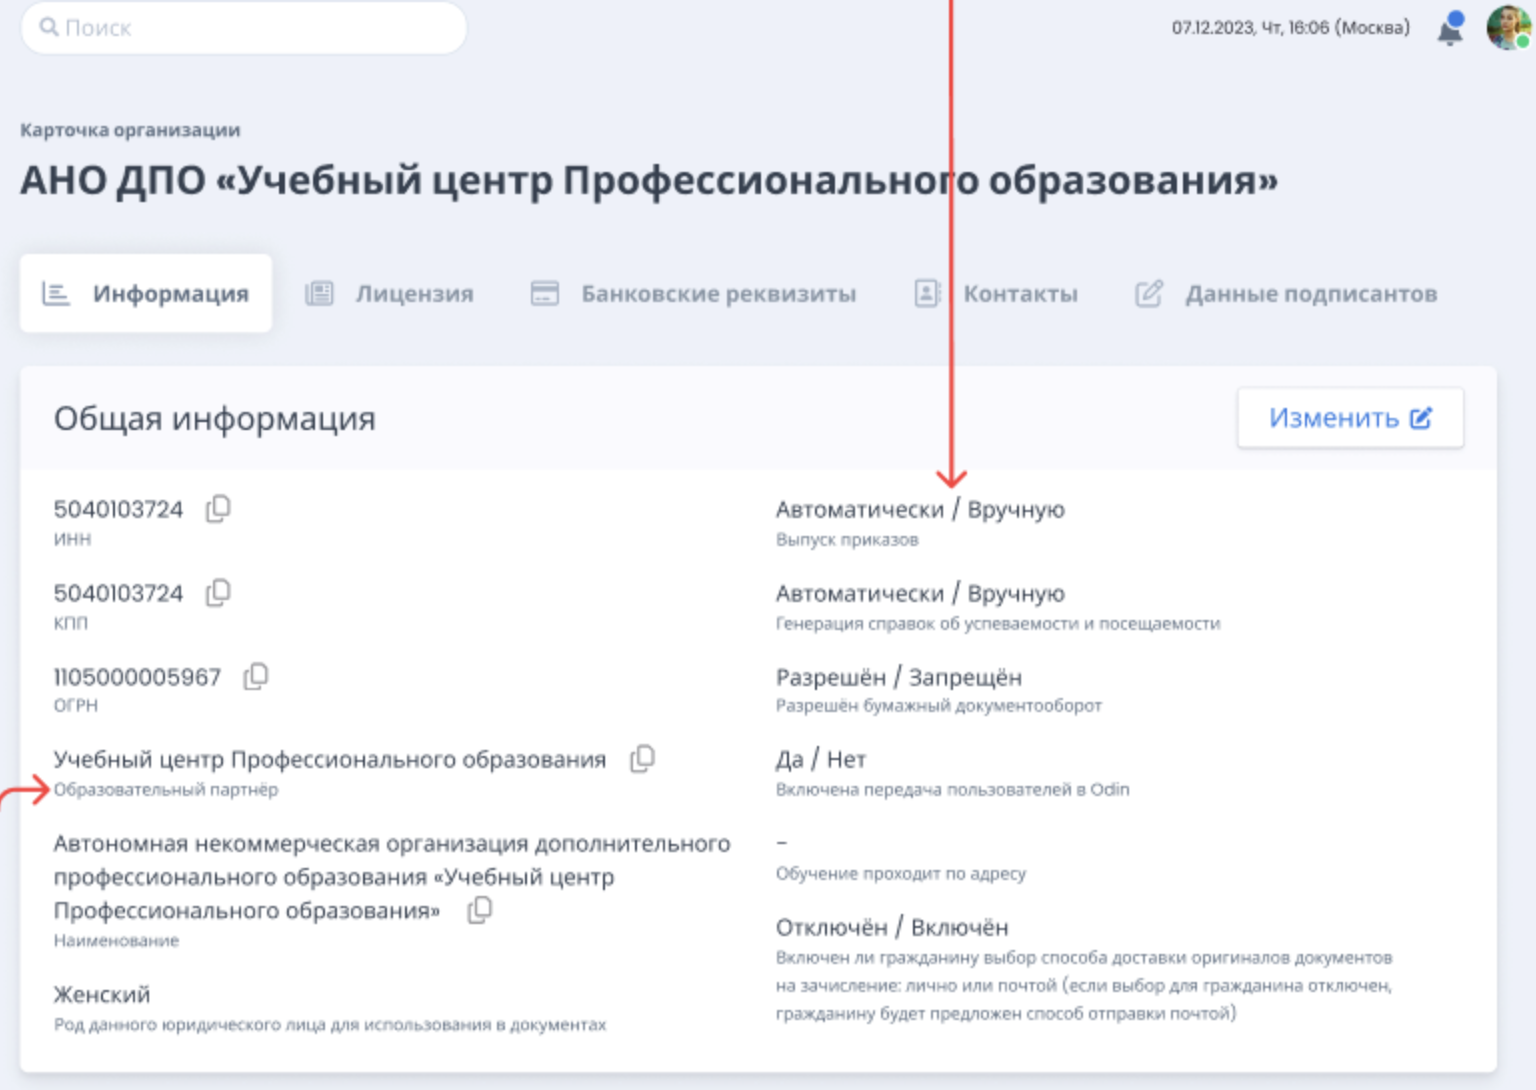 Поиск
07.12.2023, Чт, 16:06 (Москва)
Карточка организации
АНО ДПО «Учебный центр Профессионального образования»
Информация
Лицензия
Банковские реквизиты
Контакты
Данные подписантов
Общая информация
Изменить
5040103724
ИНН
5040103724
КПП
1105000005967
ОГРН
Учебный центр Профессионального образования
Образовательный партнёр
Автономная некоммерческая организация дополнительного
профессионального образования «Учебный центр
Профессионального образования»
Наименование
Женский
Род данного юридического лица для использования в документах
Автоматически / Вручную
Выпуск приказов
Автоматически / Вручную
Генерация справок об успеваемости и посещаемости
Разрешён / Запрещён
Разрешён бумажный документооборот
Да / Нет
Включена передача пользователей в Odin
–
Обучение проходит по адресу
Отключён / Включён
Включен ли гражданину выбор способа доставки оригиналов документов
на зачисление: лично или почтой (если выбор для гражданина отключен,
гражданину будет предложен способ отправки почтой)